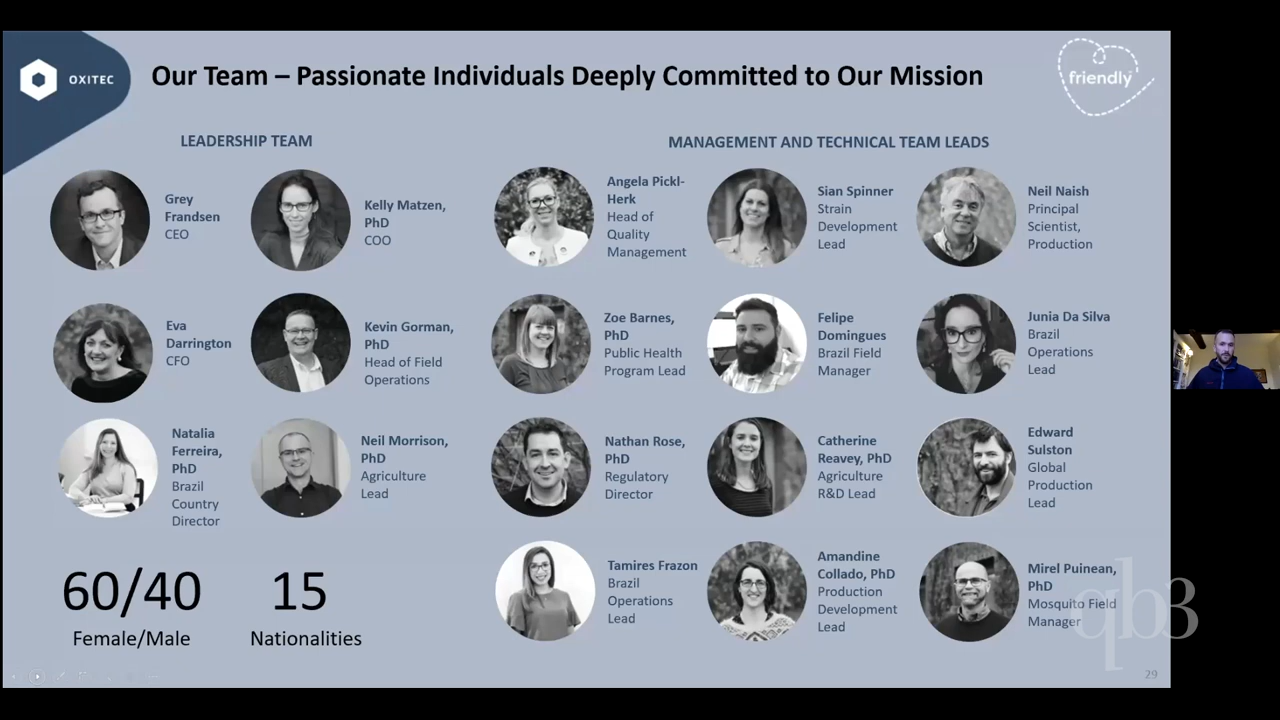 OXITEC
Our Team – Passionate Individuals Deeply Committed to Our Mission
friendly
LEADERSHIP TEAM
Grey
Frandsen
CEO
Kelly Matzen,
PhD
COO
Eva
Darrington
CFO
Kevin Gorman,
PhD
Head of Field
Operations
Natalia
Ferreira,
PhD
Brazil
Country
Director
Neil Morrison,
PhD
Agriculture
Lead
60/40
Female/Male
15
Nationalities
MANAGEMENT AND TECHNICAL TEAM LEADS
Angela Pickl-
Herk
Head of
Quality
Management
Sian Spinner
Strain
Development
Lead
Neil Naish
Principal
Scientist,
Production
Zoe Barnes,
PhD
Public Health
Program Lead
Felipe
Domingues
Brazil Field
Manager
Junia Da Silva
Brazil
Operations
Lead
Nathan Rose,
PhD
Regulatory
Director
Catherine
Reavey, PhD
Agriculture
R&D Lead
Edward
Sulston
Global
Production
Lead
Tamires Frazon
Brazil
Operations
Lead
Amandine
Collado, PhD
Production
Development
Lead
Mirel Puinean,
PhD
Mosquito Field
Manager
qb3
29